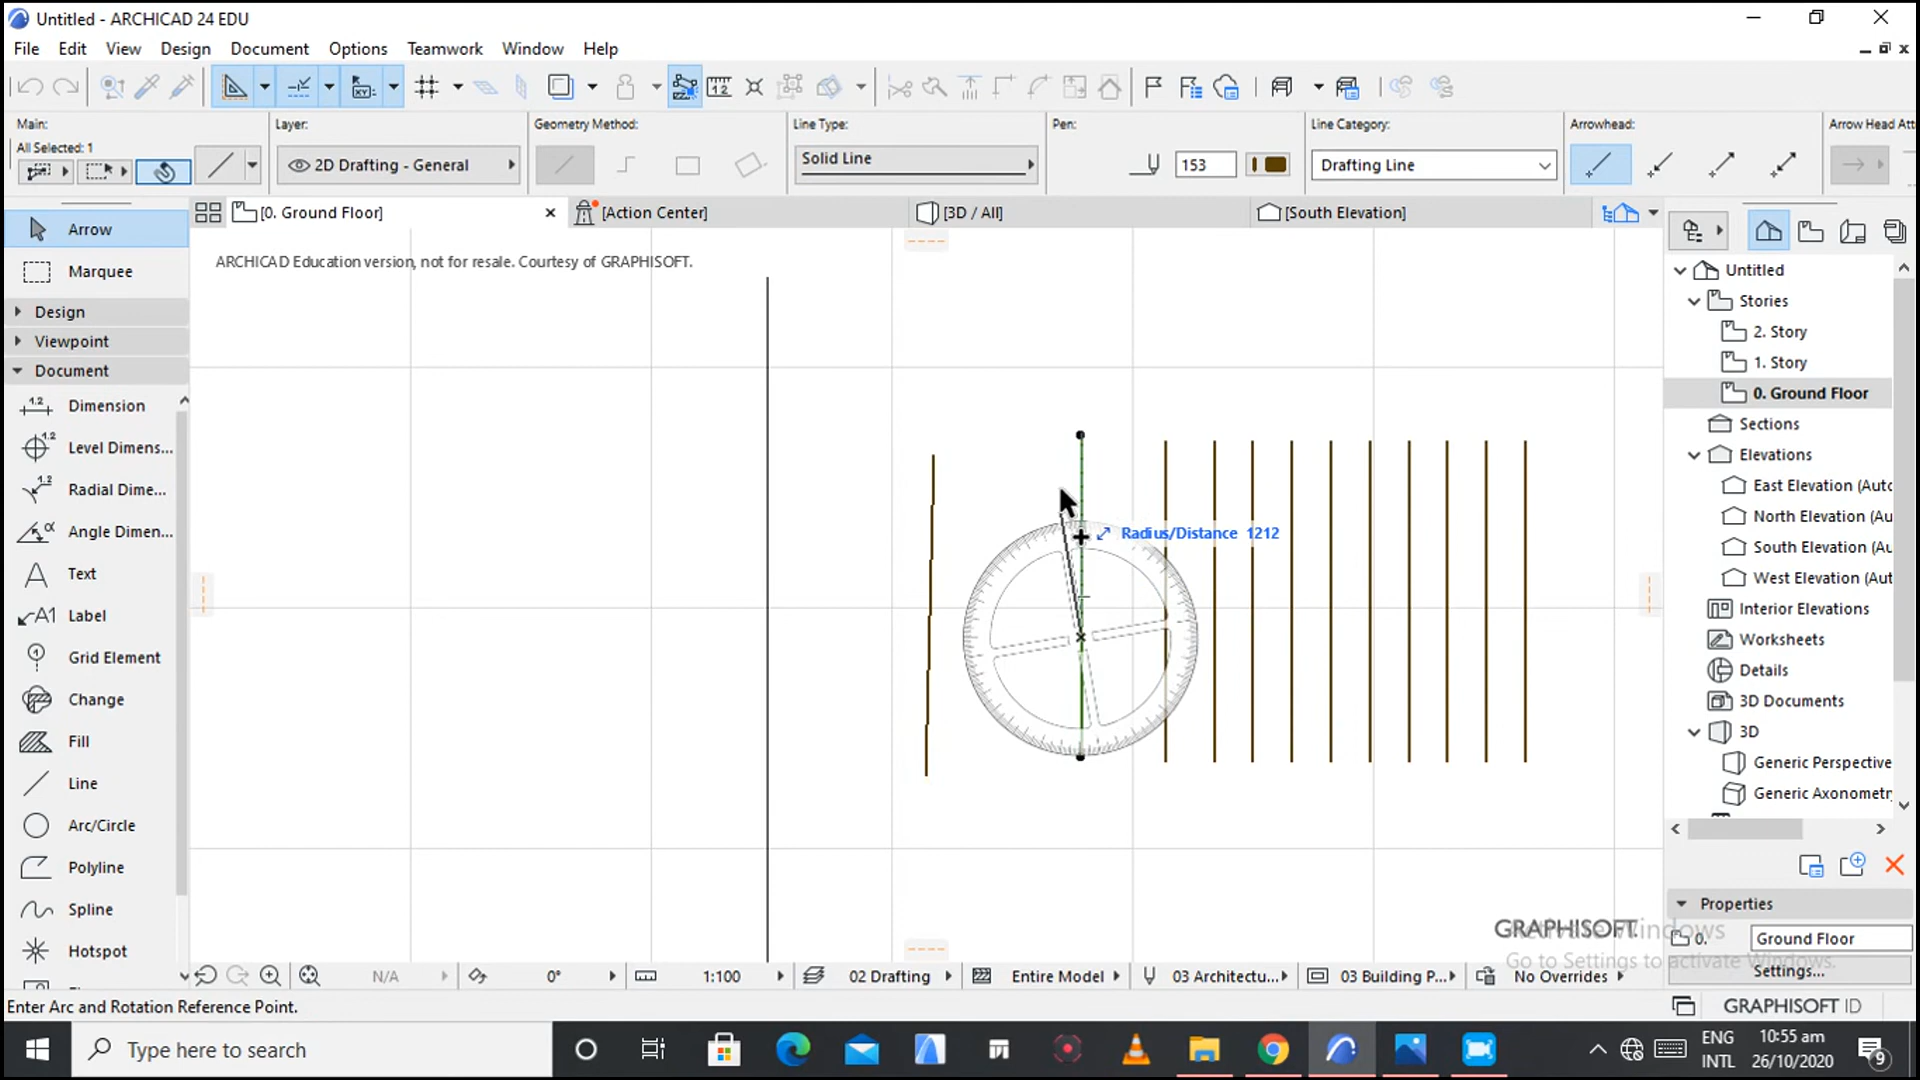 Untitled - ARCHICAD 24 EDU
File Edit View Design Document Options Teamwork Window Help
Main: Layer: Geometry Method: Line Type: Pen: Line Category: Arrowhead: Arrow Head Att
All Selected: 1
2D Drafting - General Solid Line 153 Drafting Line
[0. Ground Floor] [Action Center] [3D / All] [South Elevation]
ARCHICAD Education version, not for resale. Courtesy of GRAPHISOFT.
Arrow
Marquee
Design
Viewpoint
Document
Dimension
Level Dimens...
Radial Dime...
Angle Dimen...
Text
A1 Label
Grid Element
Change
Fill
Line
Arc/Circle
Polyline
Spline
Hotspot
Radius/Distance 1212
Untitled
Stories
2. Story
1. Story
0. Ground Floor
Sections
Elevations
East Elevation (Autc
North Elevation (Au
South Elevation (Au
West Elevation (Aut
Interior Elevations
Worksheets
Details
3D Documents
3D
Generic Perspective
Generic Axonometr
Properties
0. Ground Floor
Settings...
GRAPHISOFT.
Activate Windows
Go to Settings to activate Windows.
N/A 0° 1:100 02 Drafting Entire Model 03 Architectu... 03 Building P... No Overrides
Enter Arc and Rotation Reference Point.
GRAPHISOFT ID
Type here to search
ENG
INTL
10:55 am
26/10/2020
9